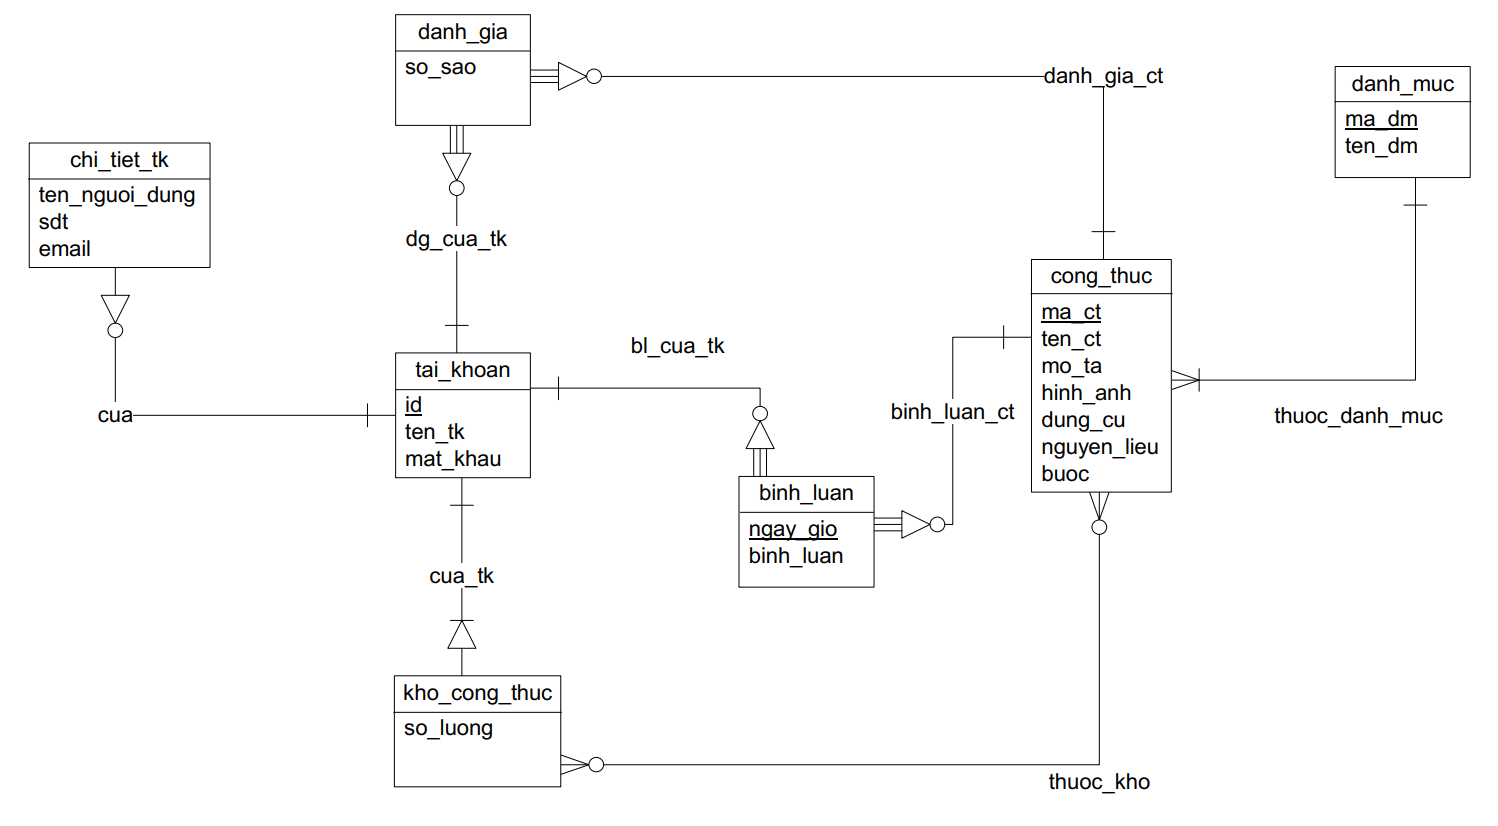 danh_gia
so_sao
danh_gia_ct
danh_muc
ma_dm
ten_dm
chi_tiet_tk
ten_nguoi_dung
sdt
email
dg_cua_tk
cong_thuc
ma_ct
ten_ct
mo_ta
hinh_anh
dung_cu
nguyen_lieu
buoc
bl_cua_tk
tai_khoan
id
ten_tk
mat_khau
cua
binh_luan_ct
thuoc_danh_muc
binh_luan
ngay_gio
binh_luan
cua_tk
kho_cong_thuc
so_luong
thuoc_kho